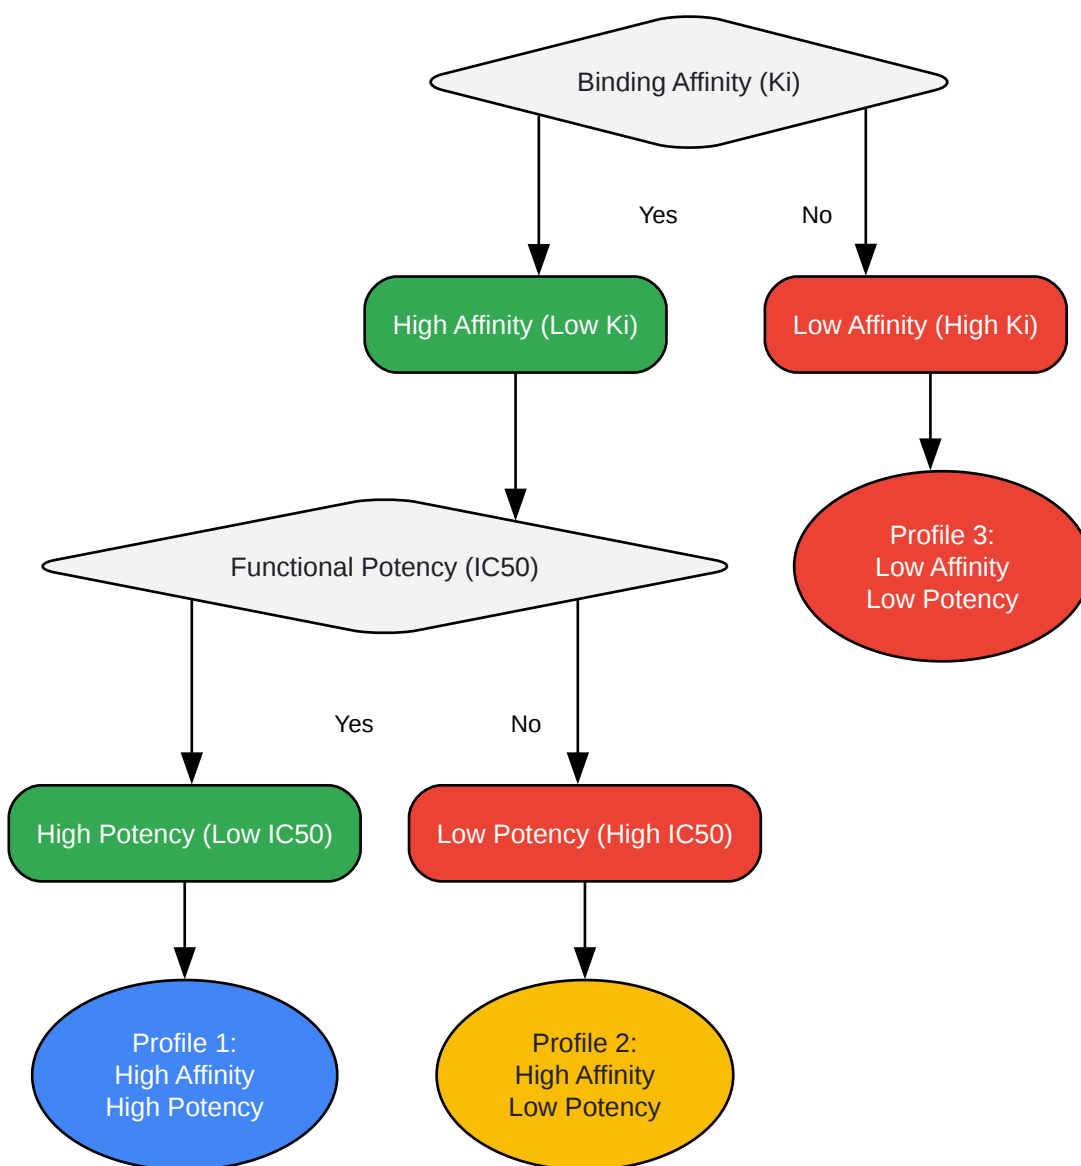 Binding Affinity (Ki)
Yes
No
High Affinity (Low Ki)
Low Affinity (High Ki)
Profile 3:
Low Affinity
Low Potency
Functional Potency (IC50)
Yes
No
High Potency (Low IC50)
Low Potency (High IC50)
Profile 1:
High Affinity
High Potency
Profile 2:
High Affinity
Low Potency